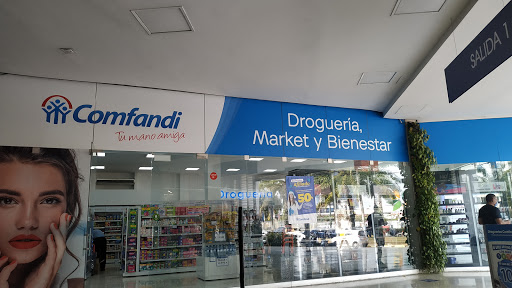 Comfandi
Tu mano amiga
Droguería,
Market y Bienestar
SALIDA 1
Droguería
50